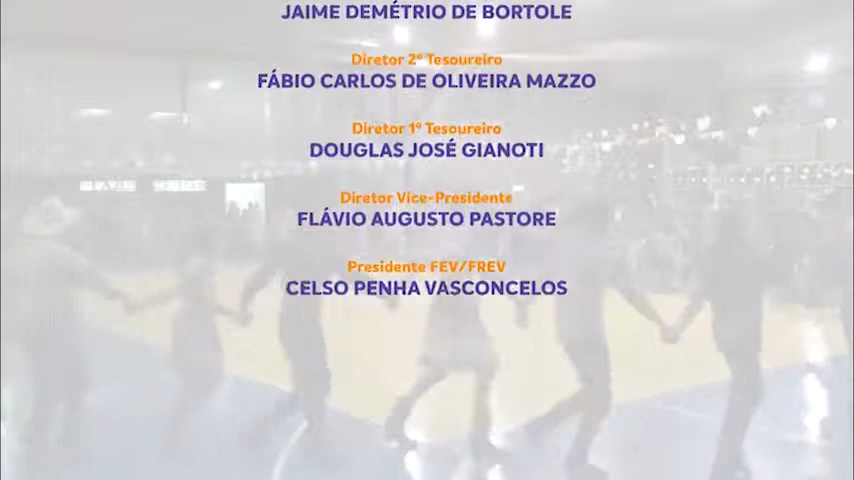 JAIME DEMÉTRIO DE BORTOLE
Diretor 2º Tesoureiro
FÁBIO CARLOS DE OLIVEIRA MAZZO
Diretor 1º Tesoureiro
DOUGLAS JOSÉ GIANOTI
Diretor Vice-Presidente
FLÁVIO AUGUSTO PASTORE
Presidente FEV/FREV
CELSO PENHA VASCONCELOS